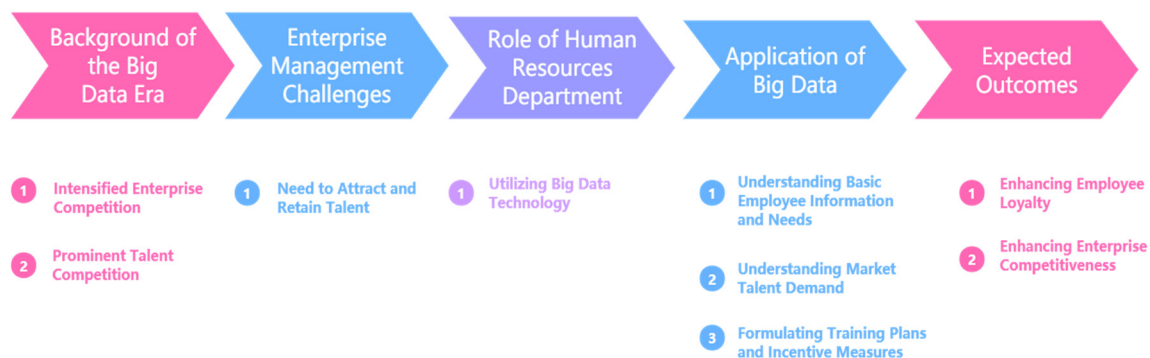 Background of
the Big
Data Era
Enterprise
Management
Challenges
Role of Human
Resources
Department
Application of
Big Data
Expected
Outcomes
1 Intensified Enterprise
Competition
2 Prominent Talent
Competition
1 Need to Attract and
Retain Talent
1 Utilizing Big Data
Technology
1 Understanding Basic
Employee Information
and Needs
2 Understanding Market
Talent Demand
3 Formulating Training Plans
and Incentive Measures
1 Enhancing Employee
Loyalty
2 Enhancing Enterprise
Competitiveness